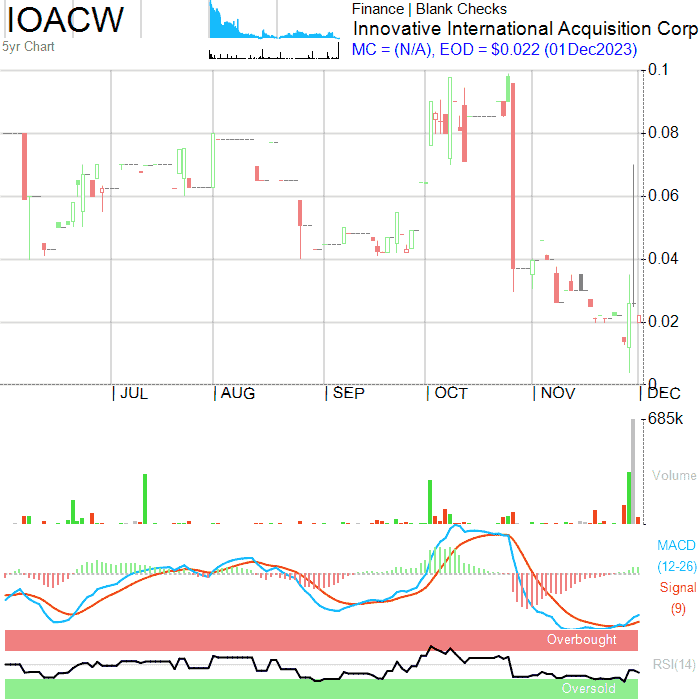 IOACW
5yr Chart
Finance | Blank Checks
Innovative International Acquisition Corp
MC = (N/A), EOD = $0.022 (01Dec2023)
0.1
0.08
0.06
0.04
0.02
0
JUL
AUG
SEP
OCT
NOV
DEC
685k
Volume
MACD
(12-26)
Signal
(9)
Overbought
RSI(14)
Oversold